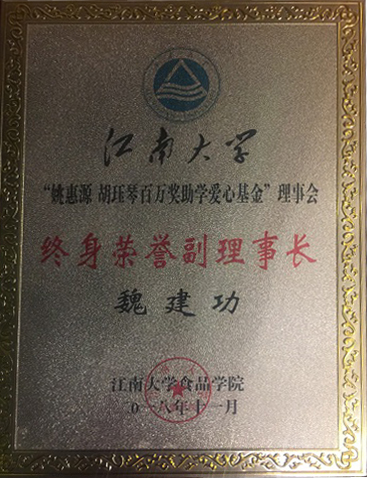 江南大学
“姚惠源 胡珏琴百万奖助学爱心基金”理事会
终身荣誉副理事长
魏建功
江南大学食品学院
0一八年十一月